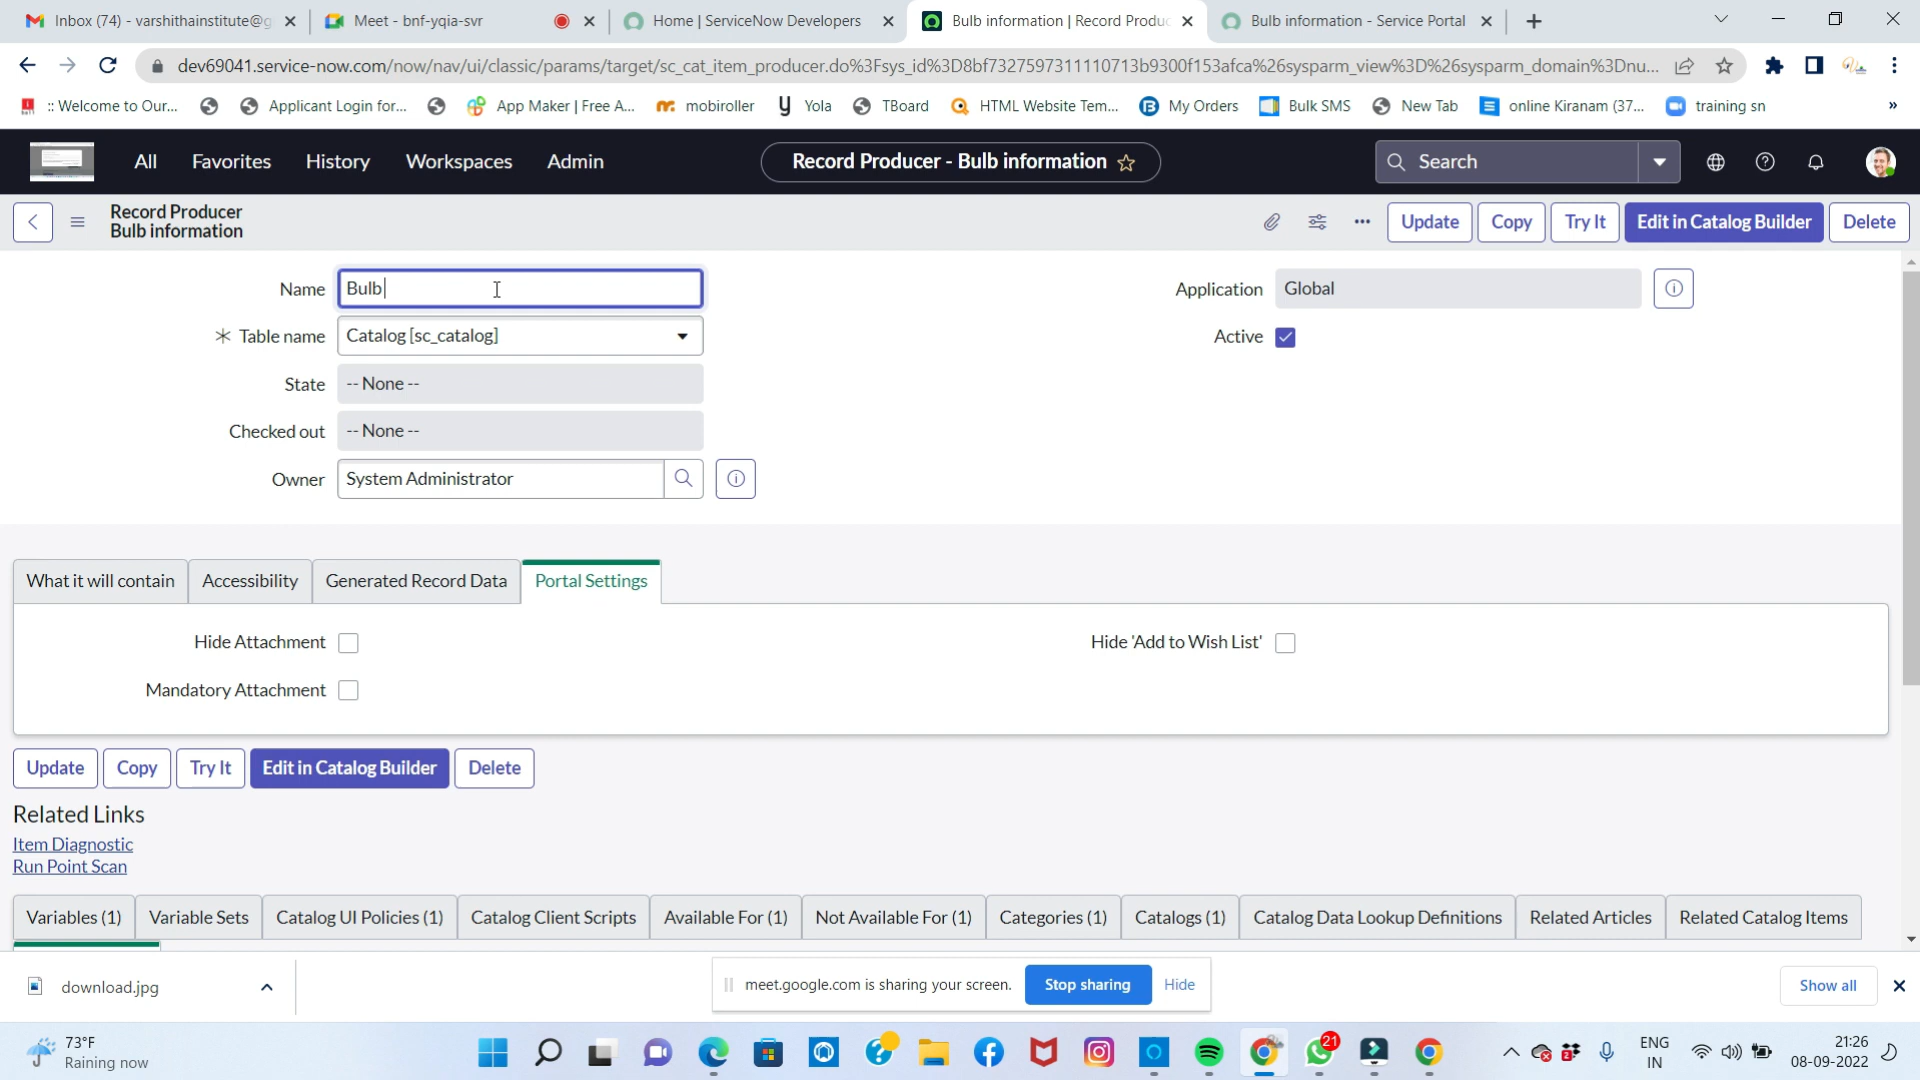 Inbox (74) - varshithainstitute@g
Meet - bnf-yqia-svr
Home | ServiceNow Developers
Bulb information | Record Produc
Bulb information - Service Portal
dev69041.service-now.com/now/nav/ui/classic/params/target/sc_cat_item_producer.do%3Fsys_id%3D8bf7327597311110713b9300f153afca%26sysparm_view%3D%26sysparm_domain%3Dnu...
:: Welcome to Our...
Applicant Login for...
App Maker | Free A...
mobiroller
Yola
TBoard
HTML Website Tem...
My Orders
Bulk SMS
New Tab
online Kiranam (37...
training sn
»
All
Favorites
History
Workspaces
Admin
Record Producer - Bulb information
Search
Record Producer
Bulb information
Update
Copy
Try It
Edit in Catalog Builder
Delete
Name
Bulb
Application
Global
Table name
Catalog [sc_catalog]
Active
State
-- None --
Checked out
-- None --
Owner
System Administrator
What it will contain
Accessibility
Generated Record Data
Portal Settings
Hide Attachment
Hide 'Add to Wish List'
Mandatory Attachment
Update
Copy
Try It
Edit in Catalog Builder
Delete
Related Links
Item Diagnostic
Run Point Scan
Variables (1)
Variable Sets
Catalog UI Policies (1)
Catalog Client Scripts
Available For (1)
Not Available For (1)
Categories (1)
Catalogs (1)
Catalog Data Lookup Definitions
Related Articles
Related Catalog Items
download.jpg
meet.google.com is sharing your screen.
Stop sharing
Hide
Show all
73°F
Raining now
21
ENG
IN
21:26
08-09-2022